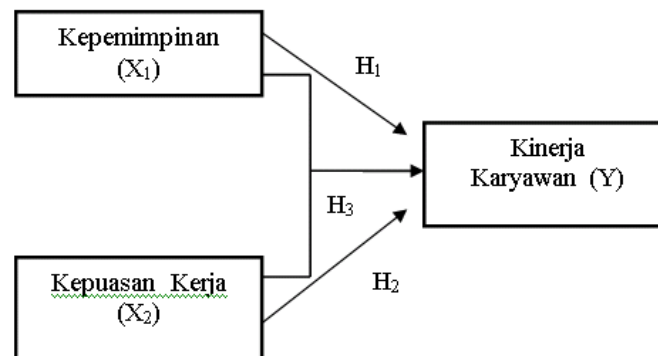 Kepemimpinan
(X₁)
H₁
Kinerja
Karyawan (Y)
H₃
Kepuasan Kerja
(X₂)
H₂